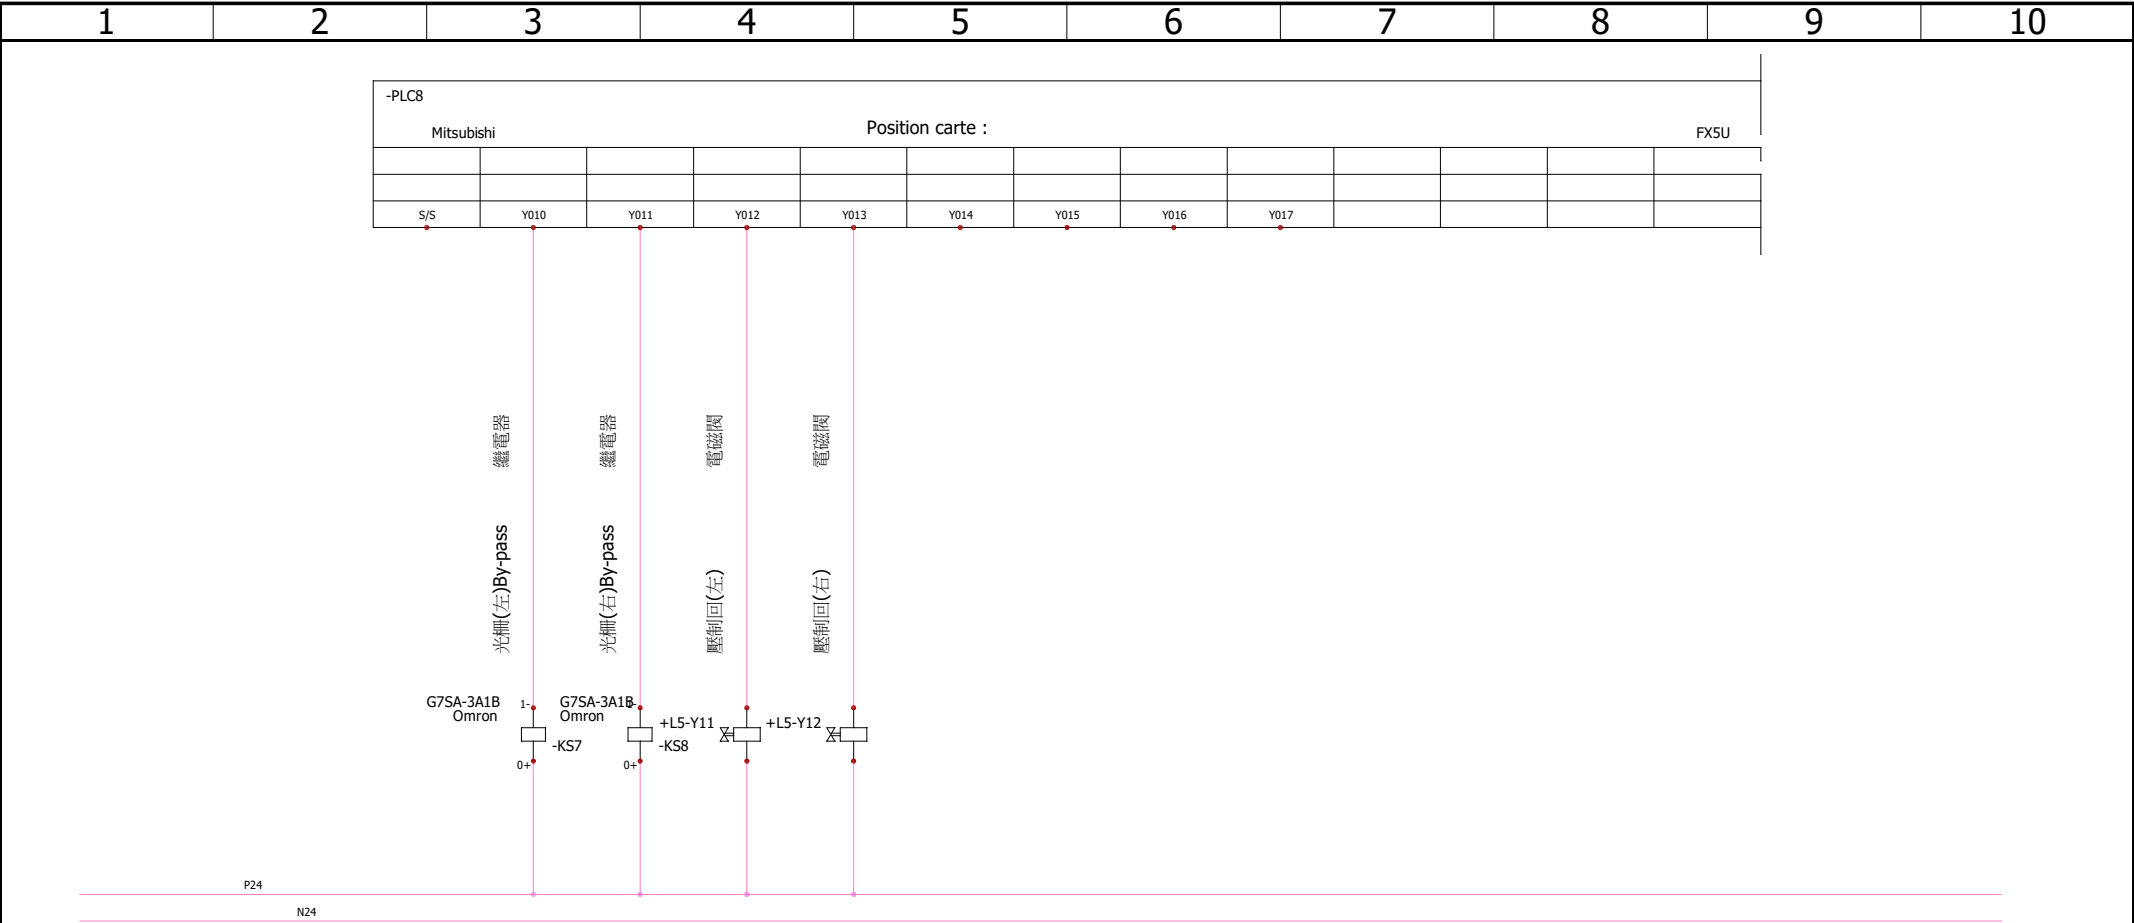 1 2 3 4 5 6 7 8 9 10
-PLC8
Mitsubishi Position carte : FX5U
S/S Y010 Y011 Y012 Y013 Y014 Y015 Y016 Y017
繼電器
光柵(左)By-pass
繼電器
光柵(右)By-pass
電磁閥
壓制回(左)
電磁閥
壓制回(右)
G7SA-3A1B
Omron
1-
-KS7
0+
G7SA-3A1B
Omron
-KS8
0+
+L5-Y11
+L5-Y12
P24
N24